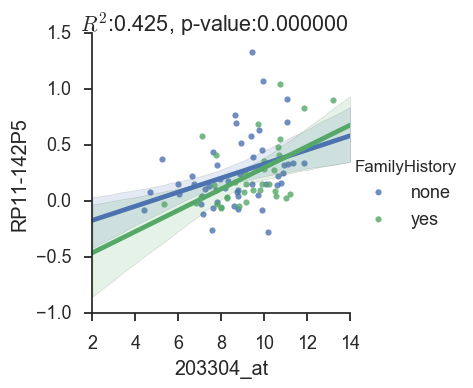 R²:0.425, p-value:0.000000
1.5
1.0
0.5
0.0
−0.5
−1.0
RP11-142P5
2 4 6 8 10 12 14
203304_at
FamilyHistory
none
yes